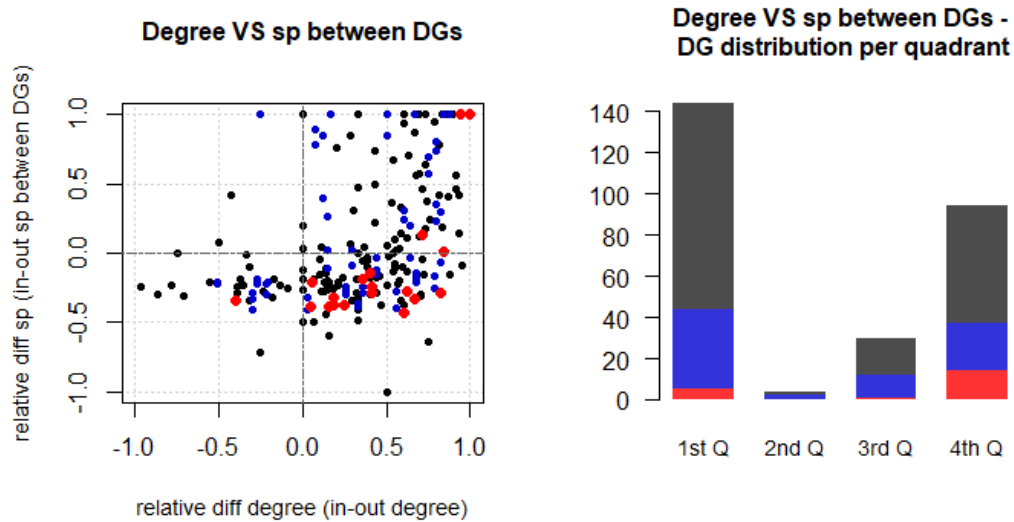 Degree VS sp between DGs
relative diff sp (in-out sp between DGs)
1.0
0.5
0.0
-0.5
-1.0
-1.0
-0.5
0.0
0.5
1.0
relative diff degree (in-out degree)
Degree VS sp between DGs -
DG distribution per quadrant
140
120
100
80
60
40
20
0
1st Q
2nd Q
3rd Q
4th Q